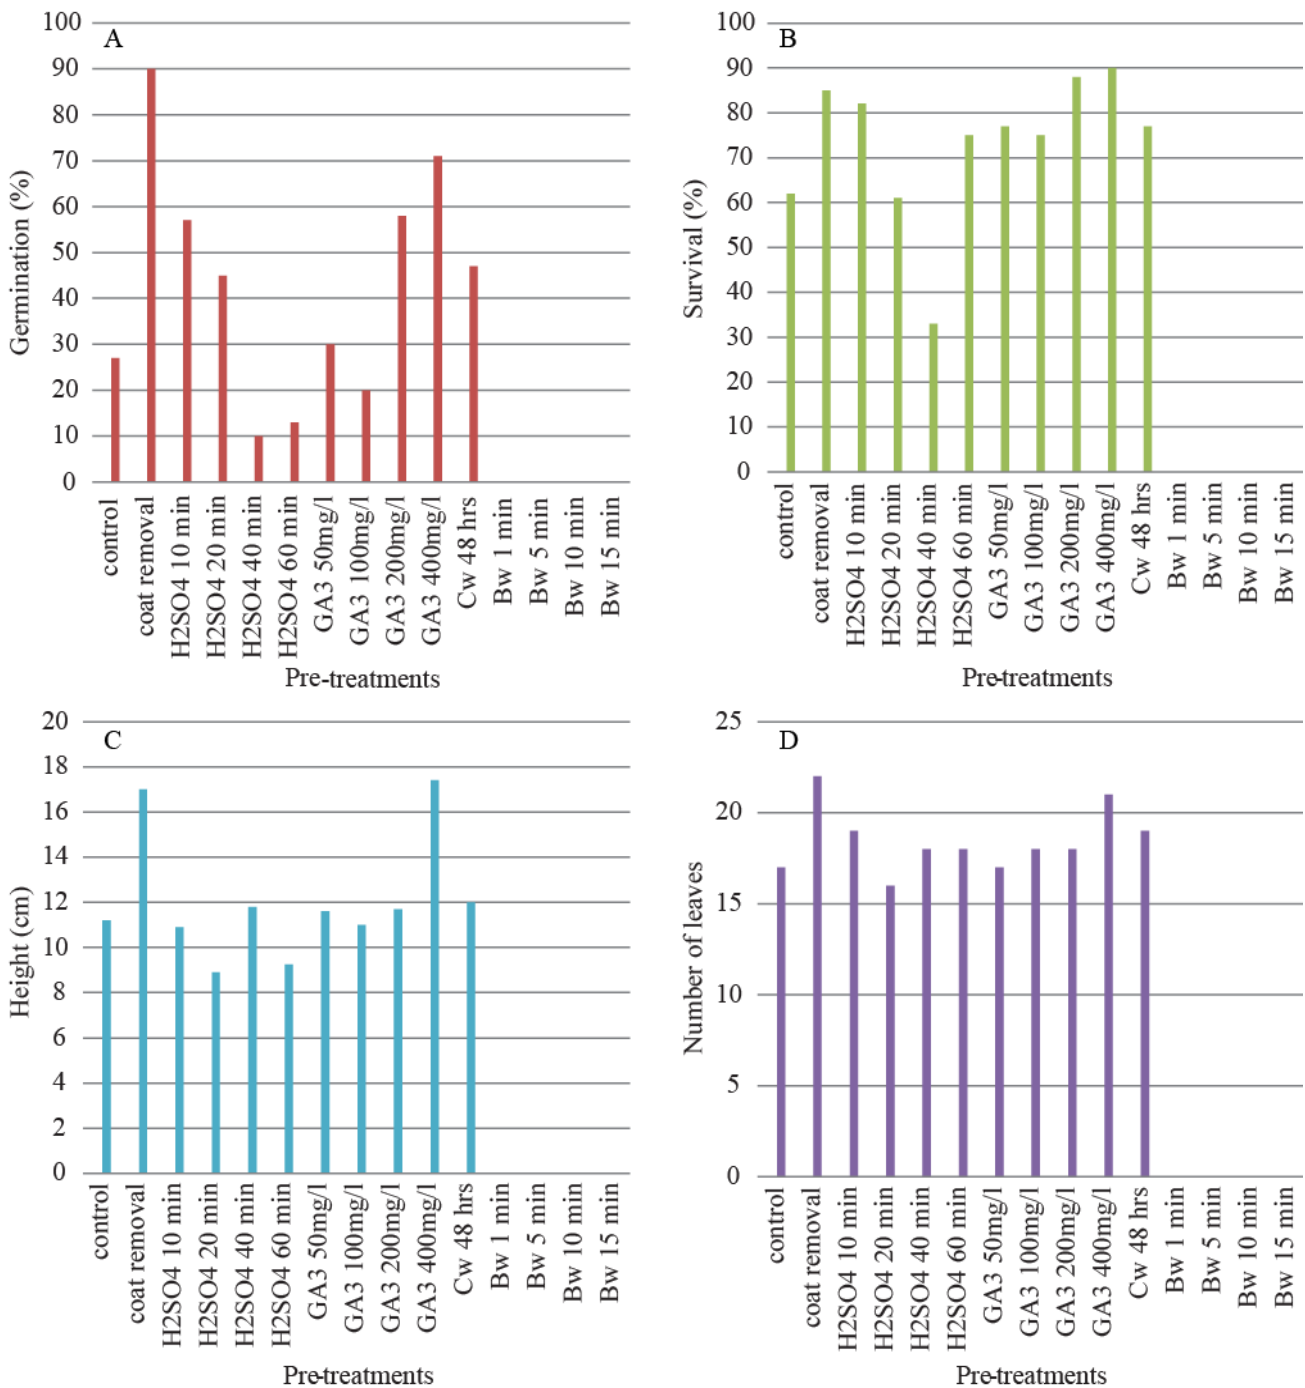 A
Germination (%)
100
90
80
70
60
50
40
30
20
10
0
control
coat removal
H2SO4 10 min
H2SO4 20 min
H2SO4 40 min
H2SO4 60 min
GA3 50mg/l
GA3 100mg/l
GA3 200mg/l
GA3 400mg/l
Cw 48 hrs
Bw 1 min
Bw 5 min
Bw 10 min
Bw 15 min
Pre-treatments
B
Survival (%)
100
90
80
70
60
50
40
30
20
10
0
control
coat removal
H2SO4 10 min
H2SO4 20 min
H2SO4 40 min
H2SO4 60 min
GA3 50mg/l
GA3 100mg/l
GA3 200mg/l
GA3 400mg/l
Cw 48 hrs
Bw 1 min
Bw 5 min
Bw 10 min
Bw 15 min
Pre-treatments
C
Height (cm)
20
18
16
14
12
10
8
6
4
2
0
control
coat removal
H2SO4 10 min
H2SO4 20 min
H2SO4 40 min
H2SO4 60 min
GA3 50mg/l
GA3 100mg/l
GA3 200mg/l
GA3 400mg/l
Cw 48 hrs
Bw 1 min
Bw 5 min
Bw 10 min
Bw 15 min
Pre-treatments
D
Number of leaves
25
20
15
10
5
0
control
coat removal
H2SO4 10 min
H2SO4 20 min
H2SO4 40 min
H2SO4 60 min
GA3 50mg/l
GA3 100mg/l
GA3 200mg/l
GA3 400mg/l
Cw 48 hrs
Bw 1 min
Bw 5 min
Bw 10 min
Bw 15 min
Pre-treatments